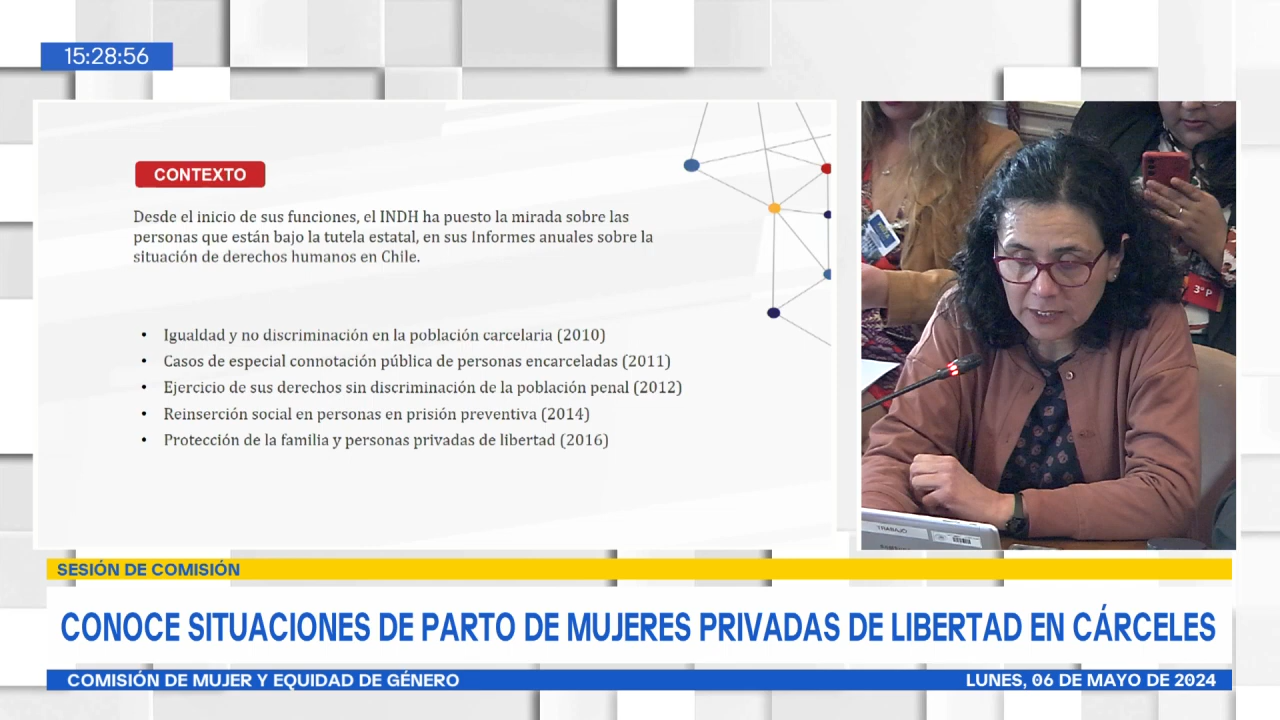 15:28:56
CONTEXTO
Desde el inicio de sus funciones, el INDH ha puesto la mirada sobre las
personas que están bajo la tutela estatal, en sus Informes anuales sobre la
situación de derechos humanos en Chile.
• Igualdad y no discriminación en la población carcelaria (2010)
• Casos de especial connotación pública de personas encarceladas (2011)
• Ejercicio de sus derechos sin discriminación de la población penal (2012)
• Reinserción social en personas en prisión preventiva (2014)
• Protección de la familia y personas privadas de libertad (2016)
3º P
TRABAJO
SESIÓN DE COMISIÓN
CONOCE SITUACIONES DE PARTO DE MUJERES PRIVADAS DE LIBERTAD EN CÁRCELES
COMISIÓN DE MUJER Y EQUIDAD DE GÉNERO
LUNES, 06 DE MAYO DE 2024